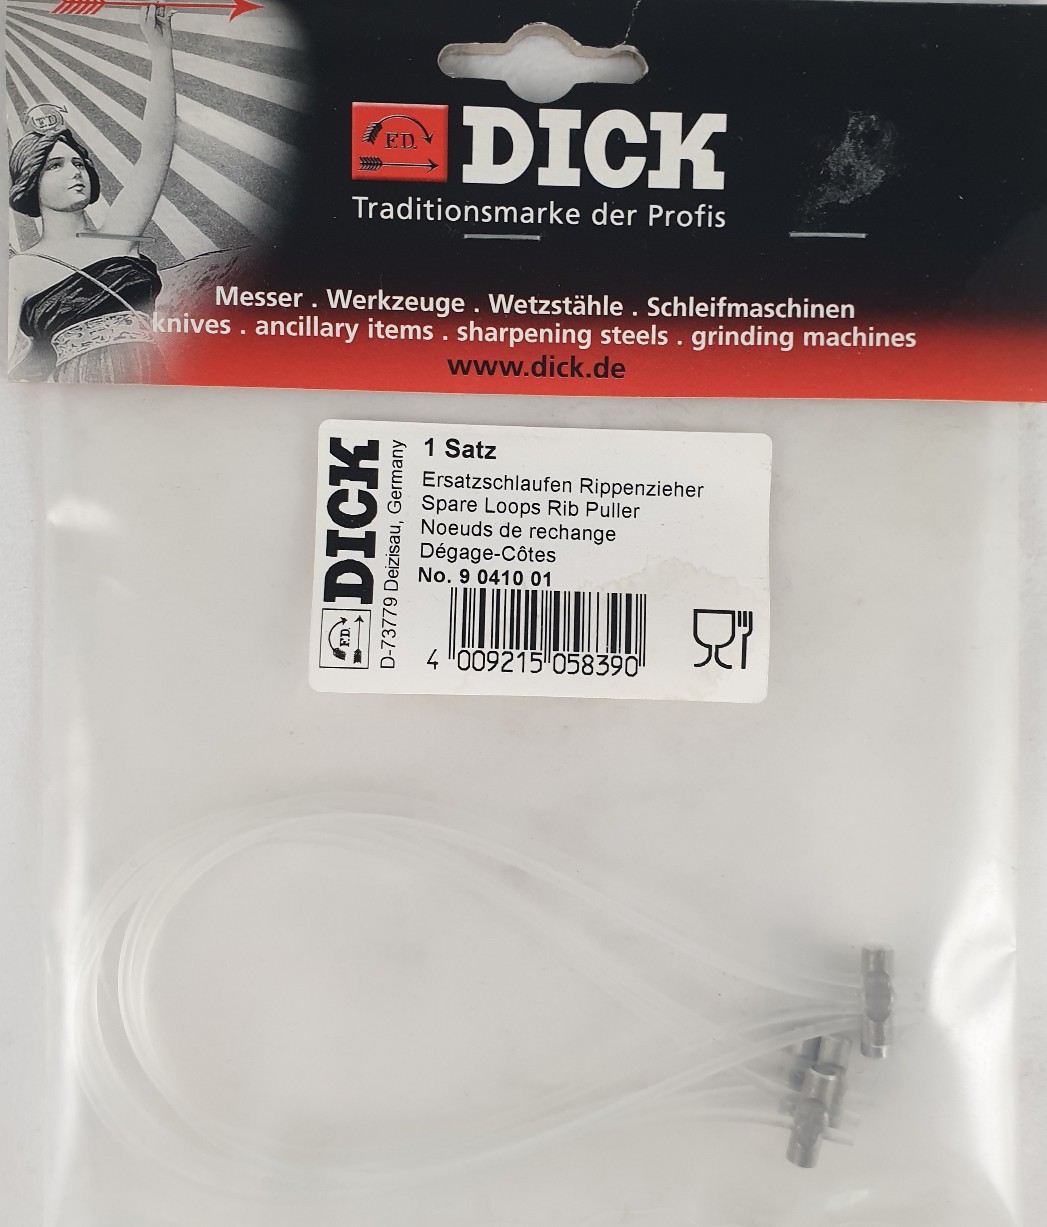 F.D.
F.D.
DICK
Traditionsmarke der Profis
Messer . Werkzeuge . Wetzstähle . Schleifmaschinen
knives . ancillary items . sharpening steels . grinding machines
www.dick.de
F.D.
DICK
D-73779 Deizisau, Germany
1 Satz
Ersatzschlaufen Rippenzieher
Spare Loops Rib Puller
Noeuds de rechange
Dégage-Côtes
No. 9 0410 01
4 009215 058390